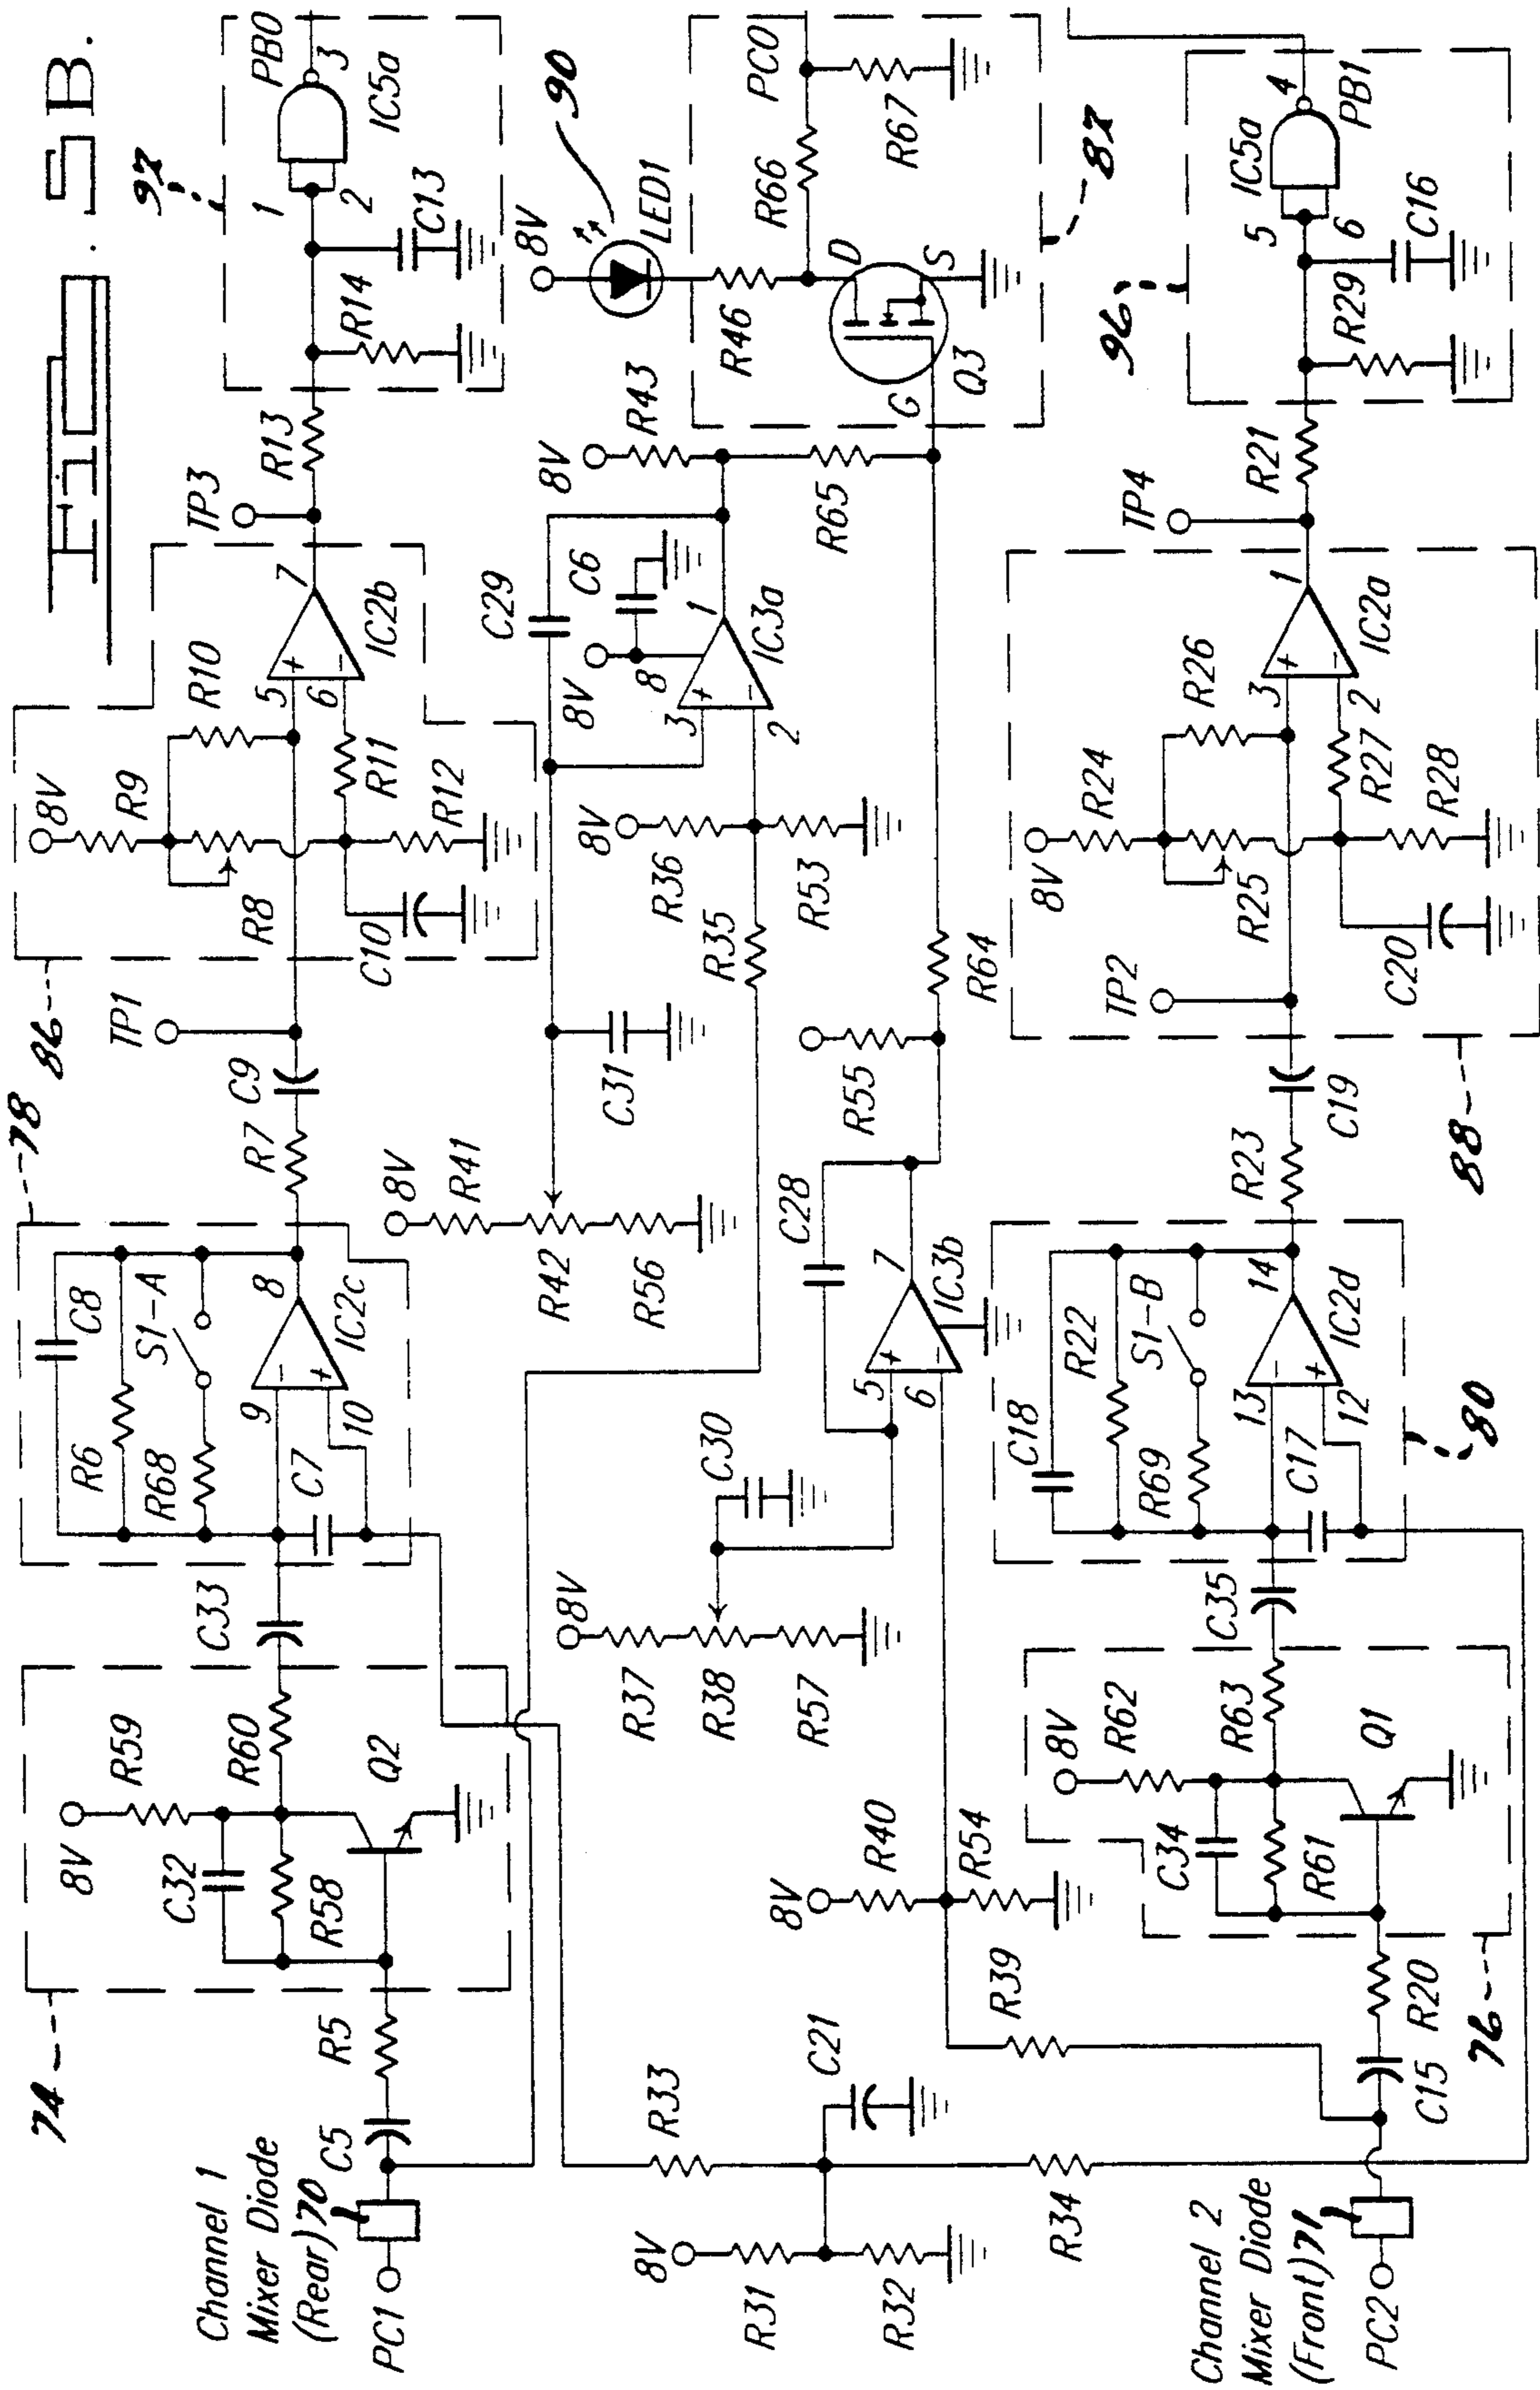 FIG. 5B.
74
8V
R59
C32
R58
R60
Q2
Channel 1
Mixer Diode
(Rear) 70
C5
R5
PC1
C33
78
C8
R6
S1-A
R68
9
8
10
IC2c
C7
R7
C9
TP1
86
8V
R9
R10
R8
5
6
7
IC2b
R11
R12
C10
TP3
R13
92
R14
1
2
C13
PB0
3
IC5a
8V
R41
R42
R56
C31
C29
8V
C6
8
3
2
1
IC3a
8V
R36
R35
R53
8V
R43
R65
8V
90
LED1
R46
R66
PC0
R67
D
G
S
Q3
82
8V
R37
R38
R57
C30
C28
5
6
7
IC3b
R55
R64
R33
8V
R31
R32
C21
R34
8V
R40
R54
R39
Channel 2
Mixer Diode
(Front) 71
PC2
C15
R20
76
8V
R62
C34
R61
R63
Q1
C35
80
C18
R22
S1-B
R69
13
14
12
IC2d
C17
R23
C19
TP2
88
8V
R24
R26
R25
3
2
1
IC2a
R27
R28
C20
TP4
R21
96
R29
5
6
C16
IC5a
4
PB1